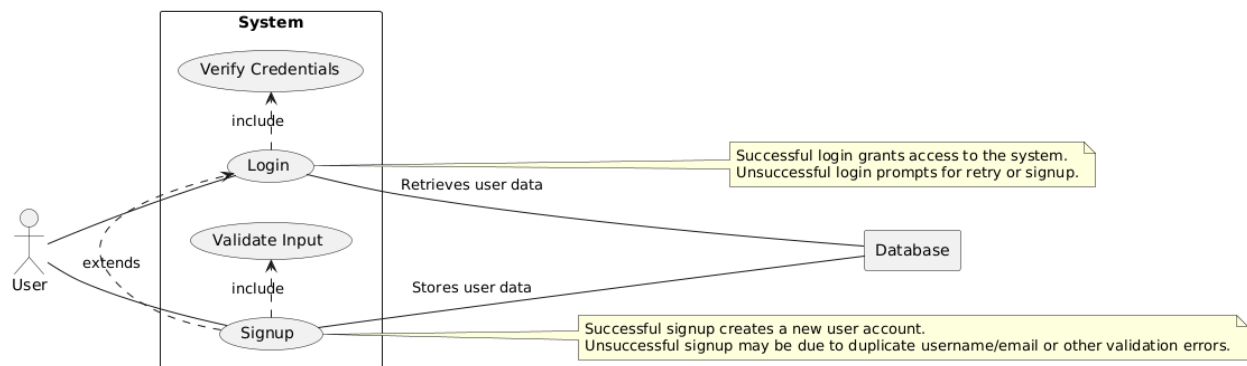 System
Verify Credentials
include
Login
Successful login grants access to the system.
Unsuccessful login prompts for retry or signup.
Retrieves user data
Validate Input
Database
User
extends
include
Stores user data
Signup
Successful signup creates a new user account.
Unsuccessful signup may be due to duplicate username/email or other validation errors.